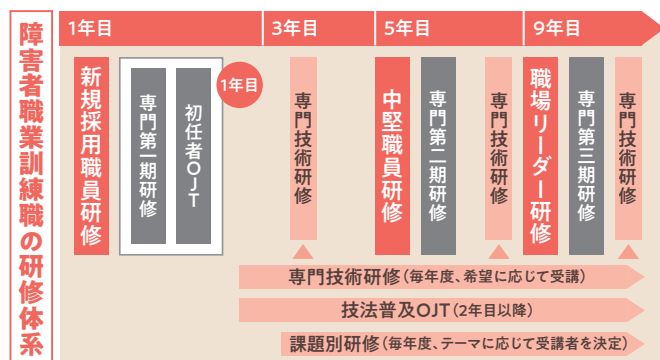 障害者職業訓練職の研修体系
1年目
3年目
5年目
9年目
新規採用職員研修
専門第一期研修
初任者OJT
1年目
専門技術研修
中堅職員研修
専門第二期研修
専門技術研修
職場リーダー研修
専門第三期研修
専門技術研修
専門技術研修(毎年度、希望に応じて受講)
技法普及OJT(2年目以降)
課題別研修(毎年度、テーマに応じて受講者を決定)